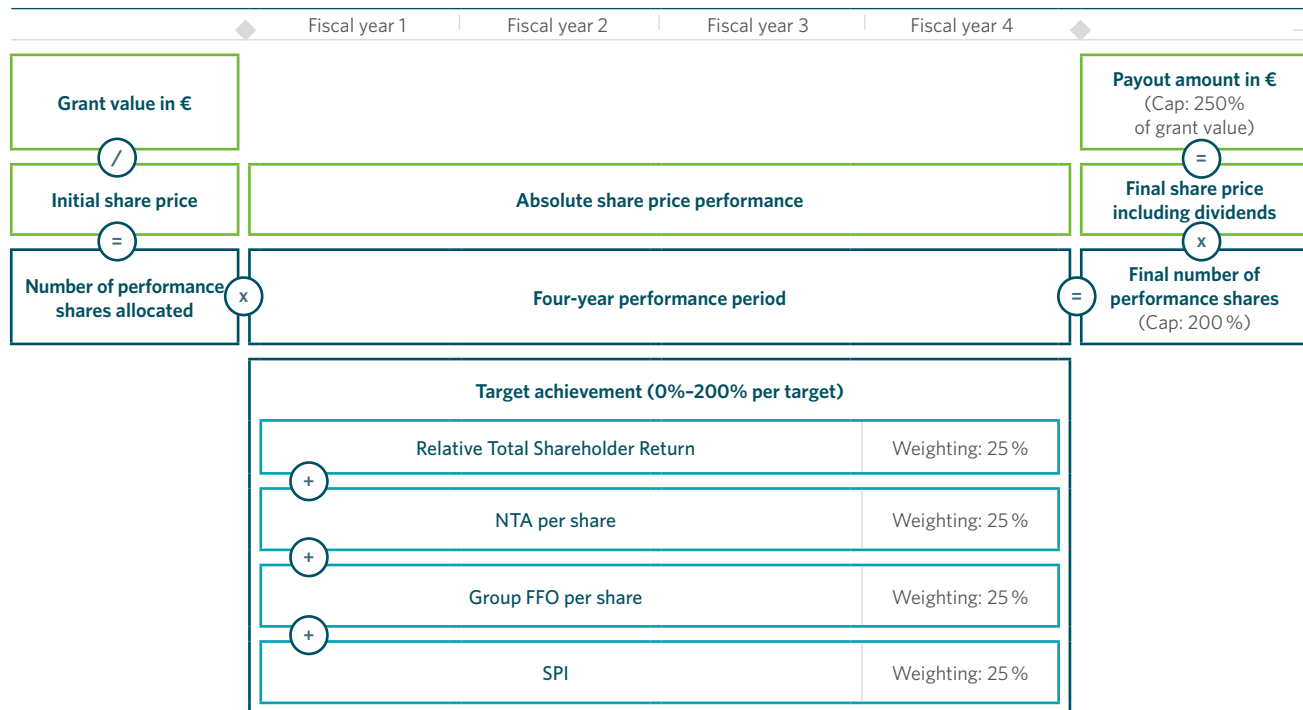 Fiscal year 1
Fiscal year 2
Fiscal year 3
Fiscal year 4
Grant value in €
/
Initial share price
=
Number of performance
shares allocated
x
Absolute share price performance
Four-year performance period
=
Payout amount in €
(Cap: 250%
of grant value)
=
Final share price
including dividends
x
Final number of
performance shares
(Cap: 200 %)
Target achievement (0%–200% per target)
Relative Total Shareholder Return
Weighting: 25 %
+
NTA per share
Weighting: 25 %
+
Group FFO per share
Weighting: 25 %
+
SPI
Weighting: 25 %